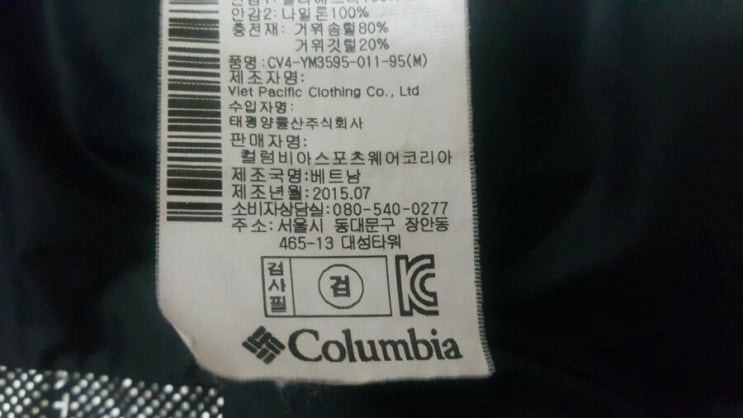 안감2: 나일론100%
충전재: 거위솜털80%
거위깃털20%
품명:CV4-YM3595-011-95(M)
제조자명:
Viet Pacific Clothing Co., Ltd
수입자명:
태평양물산주식회사
판매자명:
컬럼비아스포츠웨어코리아
제조국명:베트남
제조년월:2015.07
소비자상담실:080-540-0277
주소:서울시 동대문구 장안동
465-13 대성타워
검사필
검
KC
Columbia